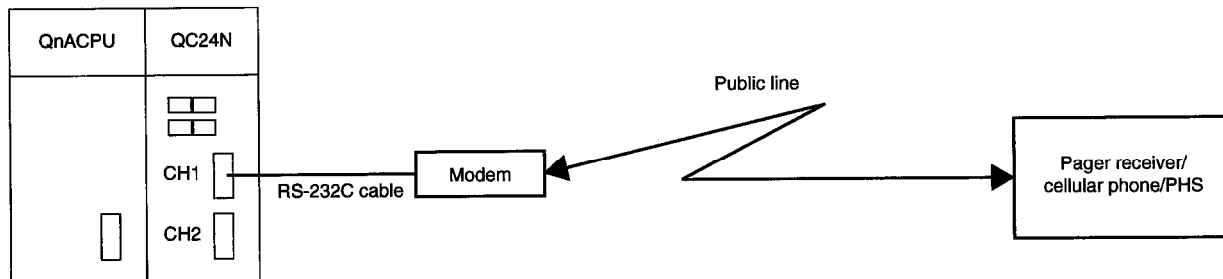 QnACPU
QC24N
Public line
CH1
RS-232C cable
Modem
Pager receiver/
cellular phone/PHS
CH2